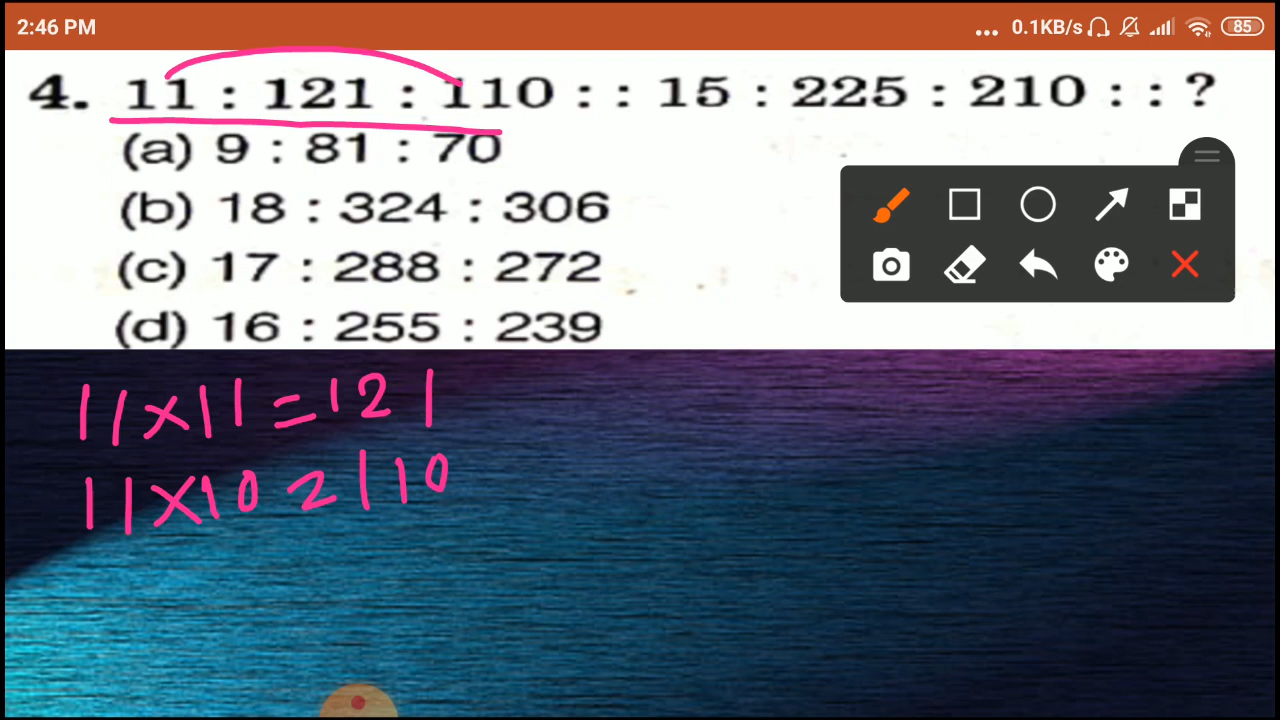 2:46 PM ... 0.1KB/s 85
4. 11 : 121 : 110 : : 15 : 225 : 210 : : ?
(a) 9 : 81 : 70
(b) 18 : 324 : 306
(c) 17 : 288 : 272
(d) 16 : 255 : 239
11×11=121
11×10=110